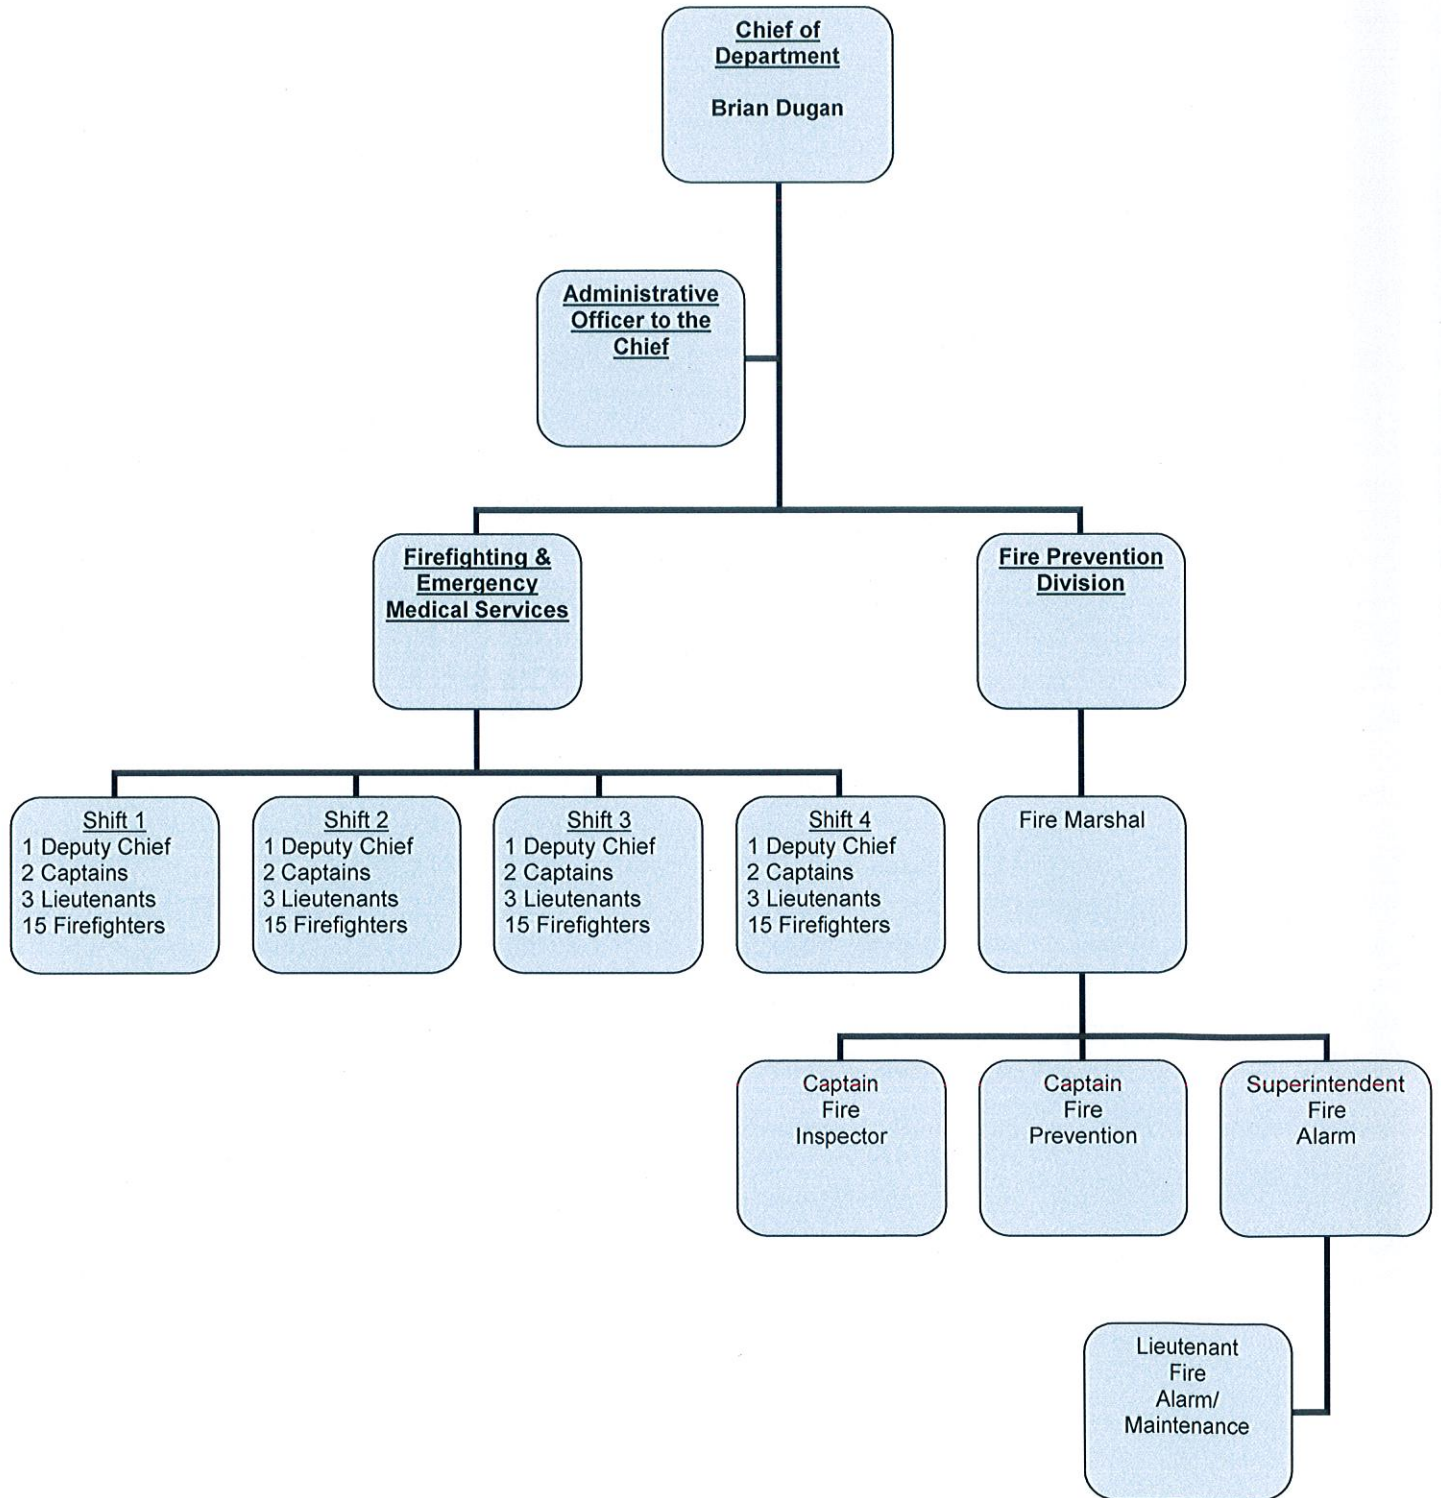 Chief of
Department
Brian Dugan
Administrative
Officer to the
Chief
Firefighting &
Emergency
Medical Services
Fire Prevention
Division
Shift 1
1 Deputy Chief
2 Captains
3 Lieutenants
15 Firefighters
Shift 2
1 Deputy Chief
2 Captains
3 Lieutenants
15 Firefighters
Shift 3
1 Deputy Chief
2 Captains
3 Lieutenants
15 Firefighters
Shift 4
1 Deputy Chief
2 Captains
3 Lieutenants
15 Firefighters
Fire Marshal
Captain
Fire
Inspector
Captain
Fire
Prevention
Superintendent
Fire
Alarm
Lieutenant
Fire
Alarm/
Maintenance